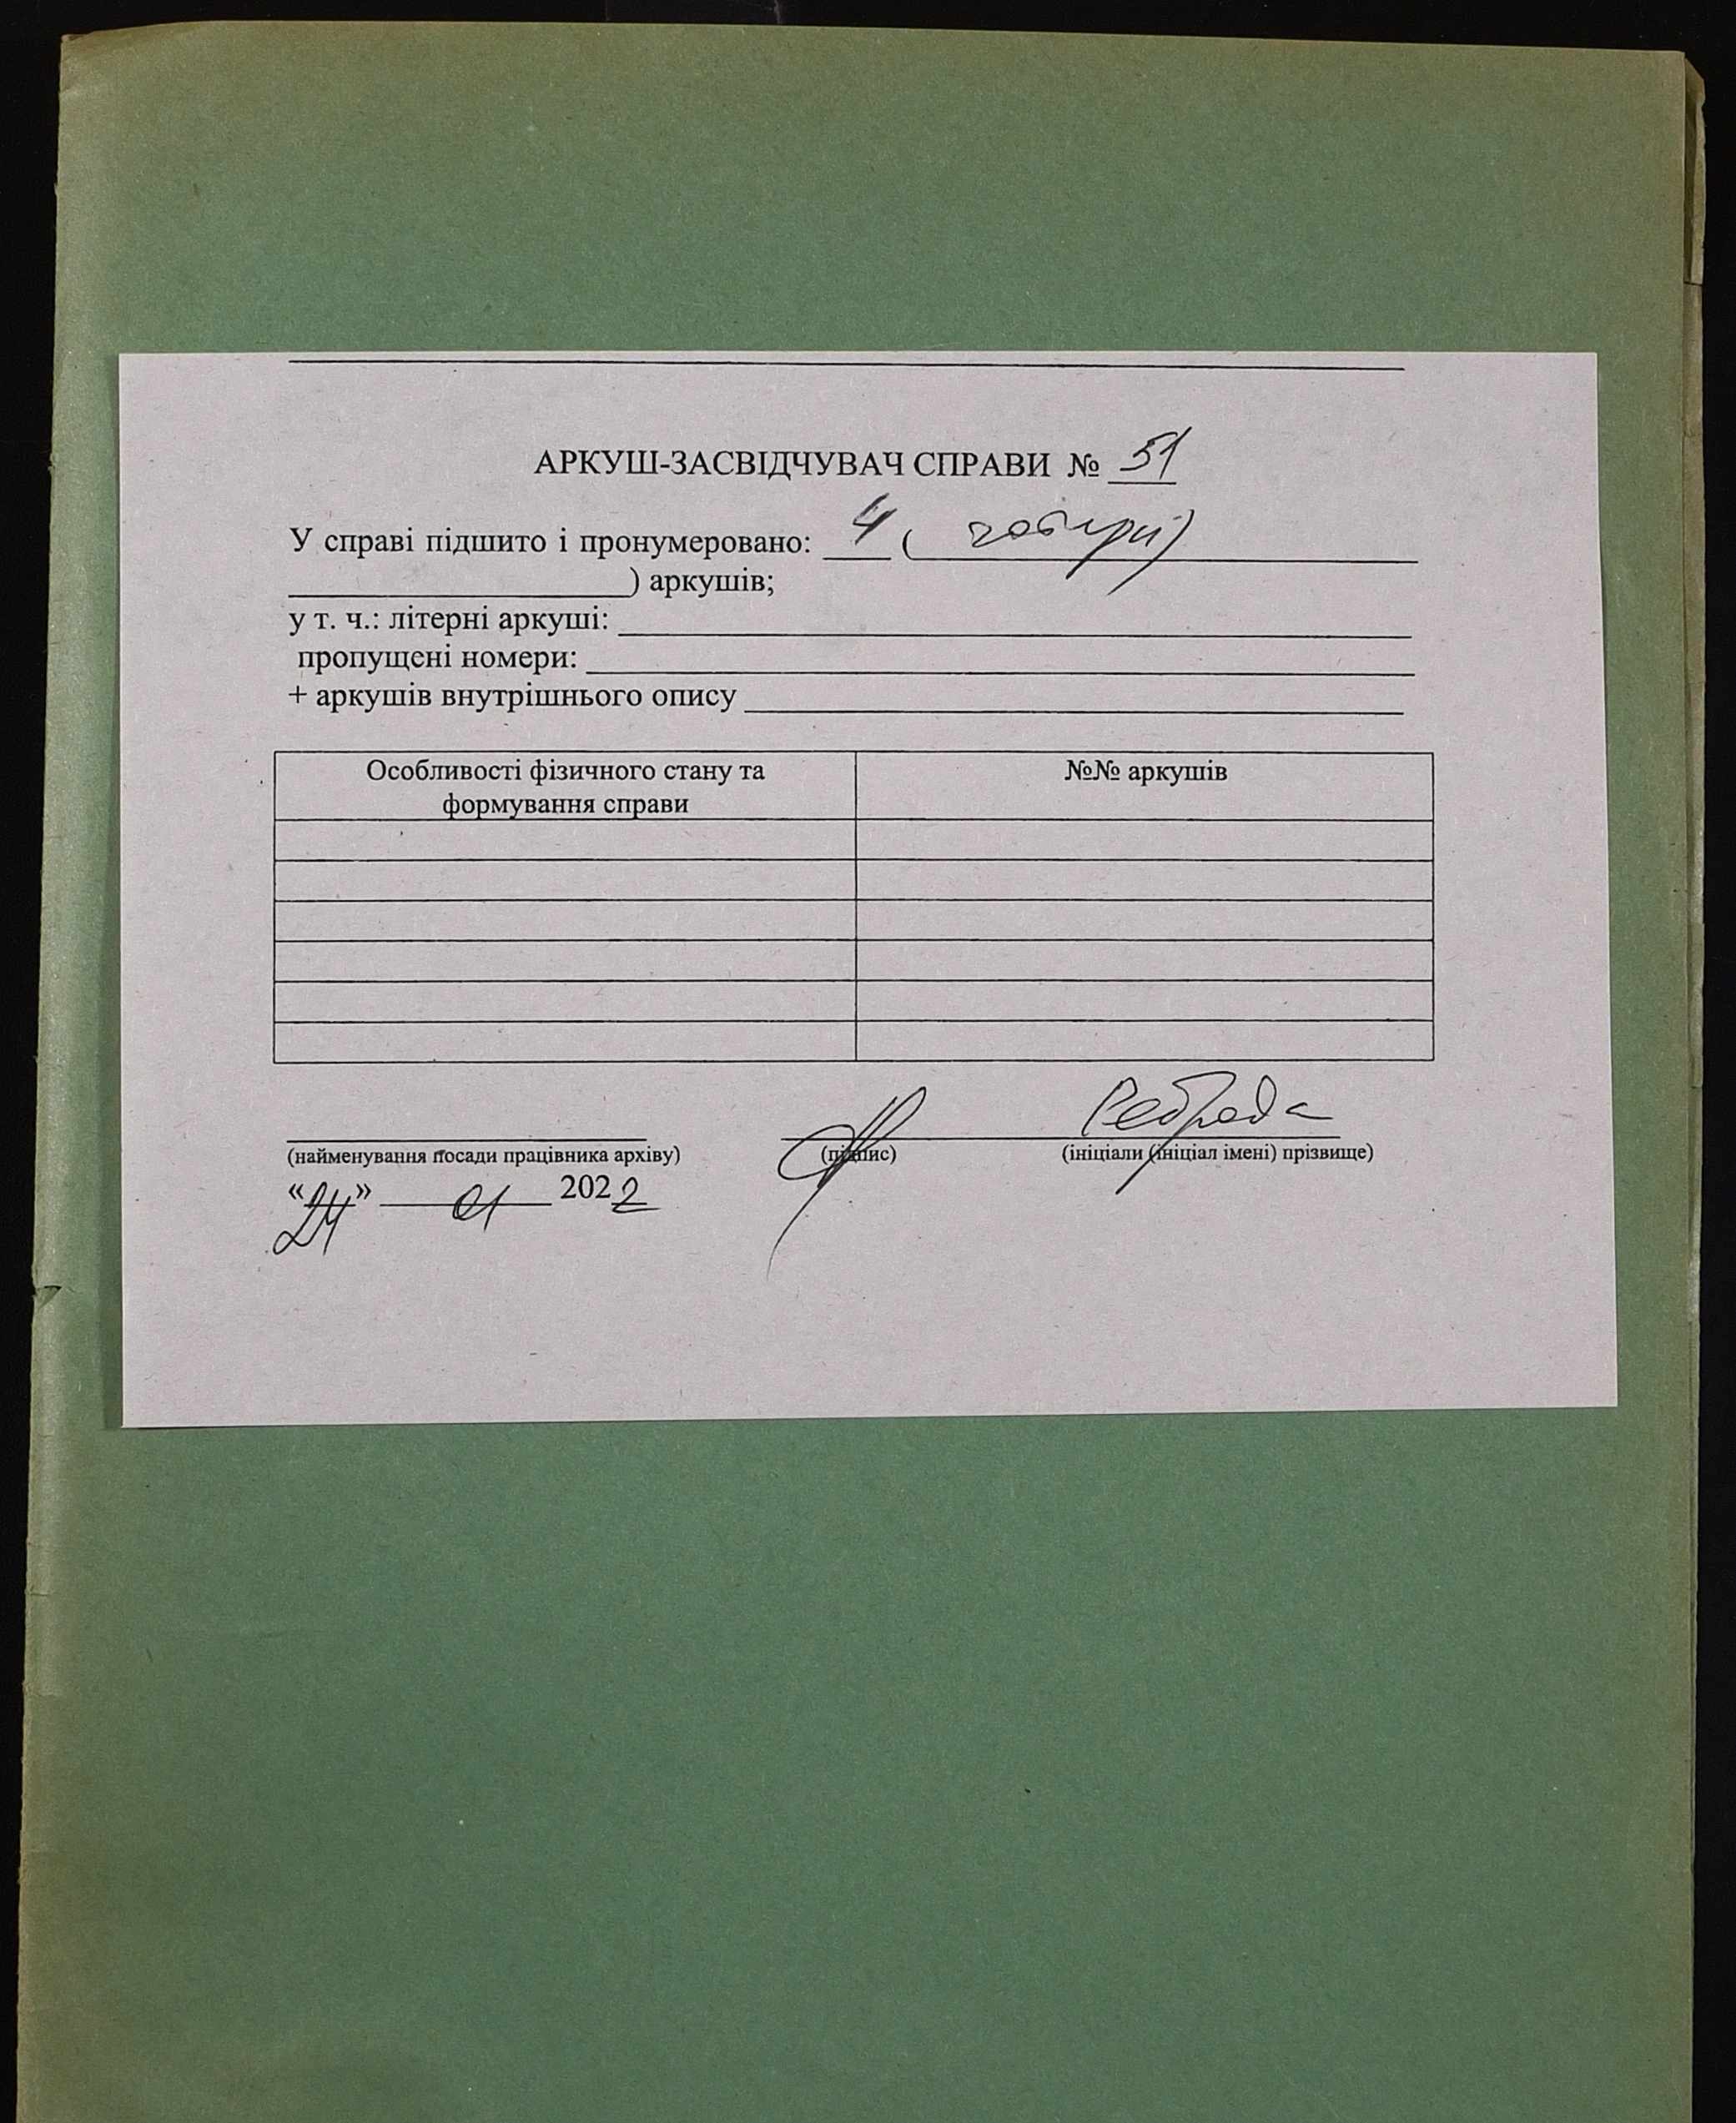 АРКУШ-ЗАСВІДЧУВАЧ СПРАВИ № 51
У справі підшито і пронумеровано: 4 ( чотири)
) аркушів;
у т. ч.: літерні аркуші:
пропущені номери:
+ аркушів внутрішнього опису
Особливості фізичного стану та
формування справи
№№ аркушів
(найменування посади працівника архіву) (підпис) (ініціали (ініціал імені) прізвище)
"24" 01 2022